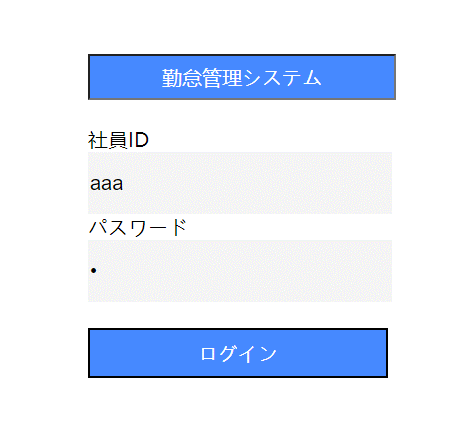 勤怠管理システム
社員ID
aaa
パスワード
•
ログイン